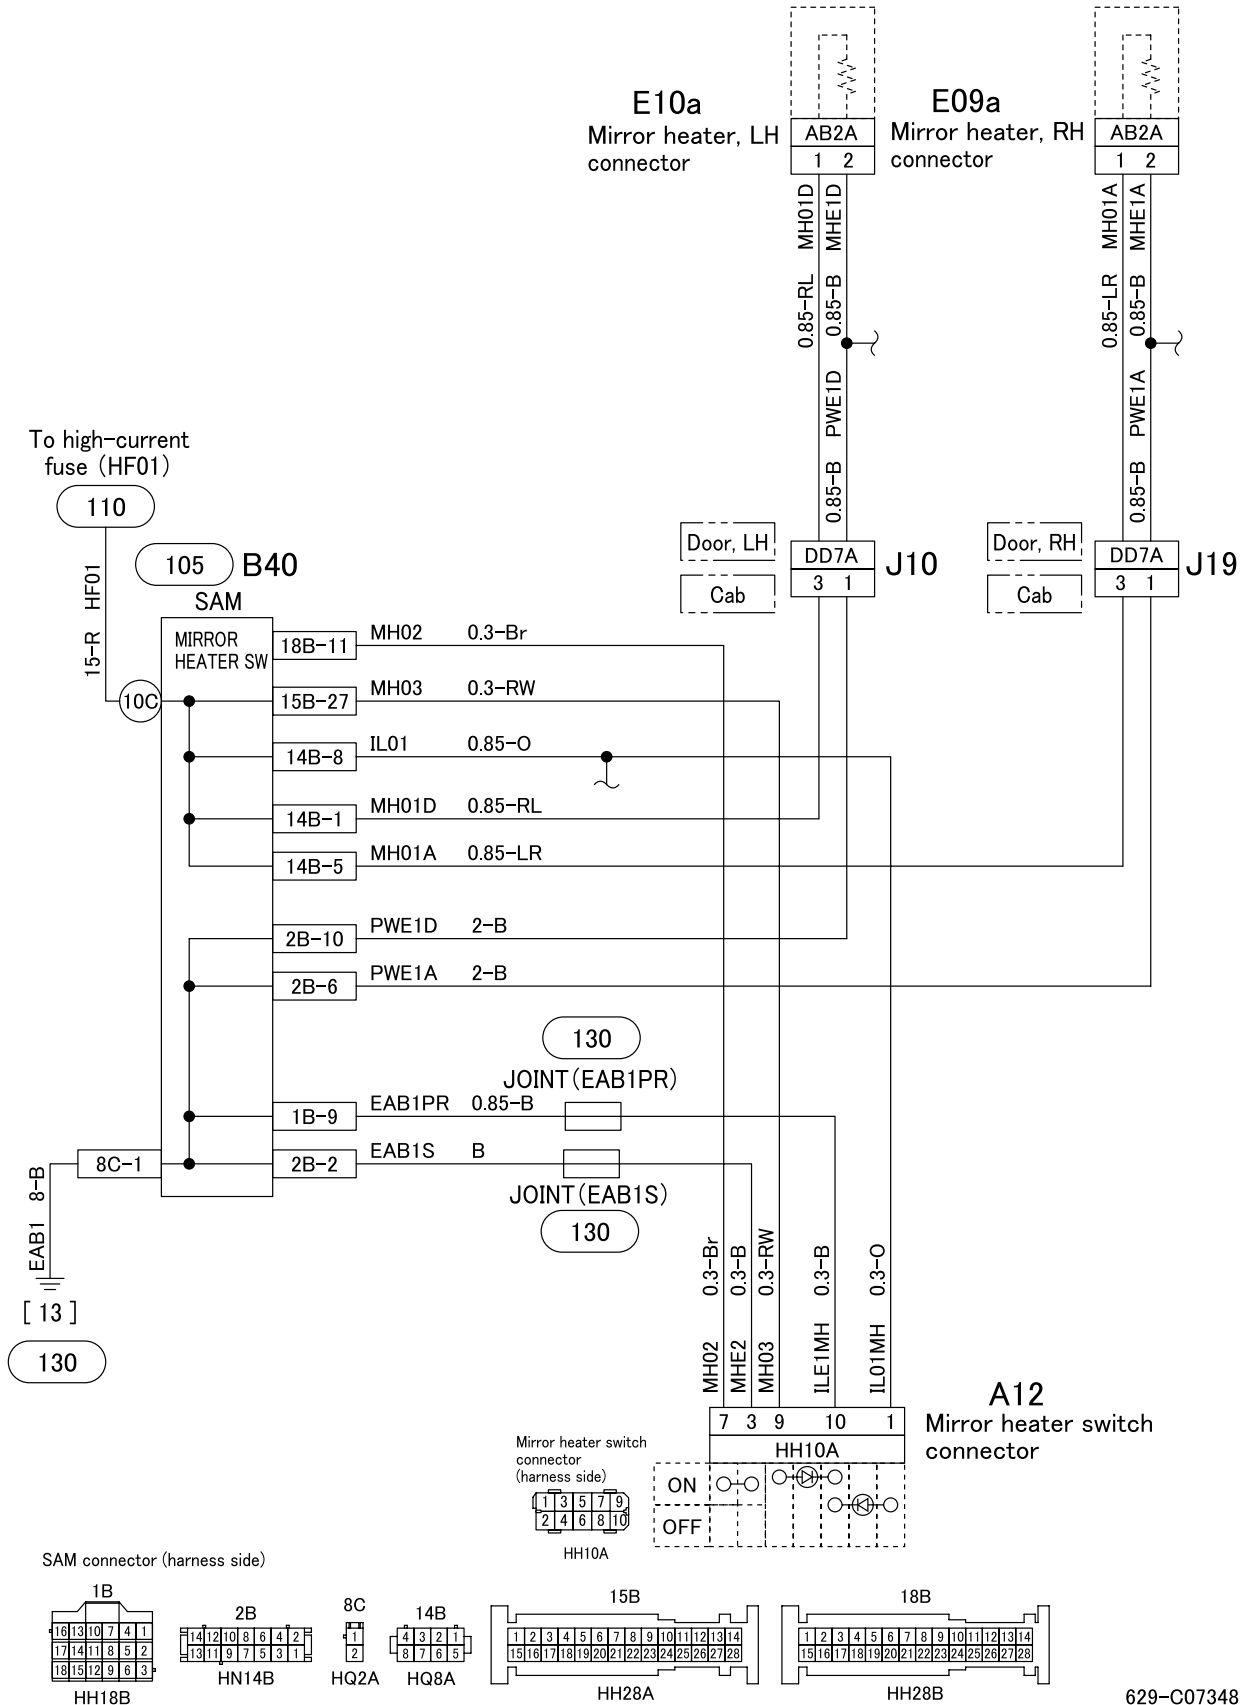 E10a
Mirror heater, LH
connector
AB2A
1 2
E09a
Mirror heater, RH
connector
AB2A
1 2
MH01D
MHE1D
0.85-RL
0.85-B
PWE1D
0.85-B
MH01A
MHE1A
0.85-LR
0.85-B
PWE1A
0.85-B
To high-current
fuse (HF01)
110
HF01
15-R
Door, LH
Cab
DD7A
3 1
J10
Door, RH
Cab
DD7A
3 1
J19
105
B40
SAM
MIRROR
HEATER SW
10C
18B-11 MH02 0.3-Br
15B-27 MH03 0.3-RW
14B-8 IL01 0.85-O
14B-1 MH01D 0.85-RL
14B-5 MH01A 0.85-LR
2B-10 PWE1D 2-B
2B-6 PWE1A 2-B
130
JOINT(EAB1PR)
1B-9 EAB1PR 0.85-B
8C-1
2B-2 EAB1S B
JOINT(EAB1S)
130
8-B
EAB1
[ 13 ]
130
0.3-Br
0.3-B
0.3-RW
0.3-B
0.3-O
MH02
MHE2
MH03
ILE1MH
IL01MH
7 3 9 10 1
HH10A
A12
Mirror heater switch
connector
ON
OFF
Mirror heater switch
connector
(harness side)
1 3 5 7 9
2 4 6 8 10
HH10A
SAM connector (harness side)
1B
16 13 10 7 4 1
17 14 11 8 5 2
18 15 12 9 6 3
HH18B
2B
14 12 10 8 6 4 2
13 11 9 7 5 3 1
HN14B
8C
1
2
HQ2A
14B
4 3 2 1
8 7 6 5
HQ8A
15B
1 2 3 4 5 6 7 8 9 10 11 12 13 14
15 16 17 18 19 20 21 22 23 24 25 26 27 28
HH28A
18B
1 2 3 4 5 6 7 8 9 10 11 12 13 14
15 16 17 18 19 20 21 22 23 24 25 26 27 28
HH28B
629-C07348